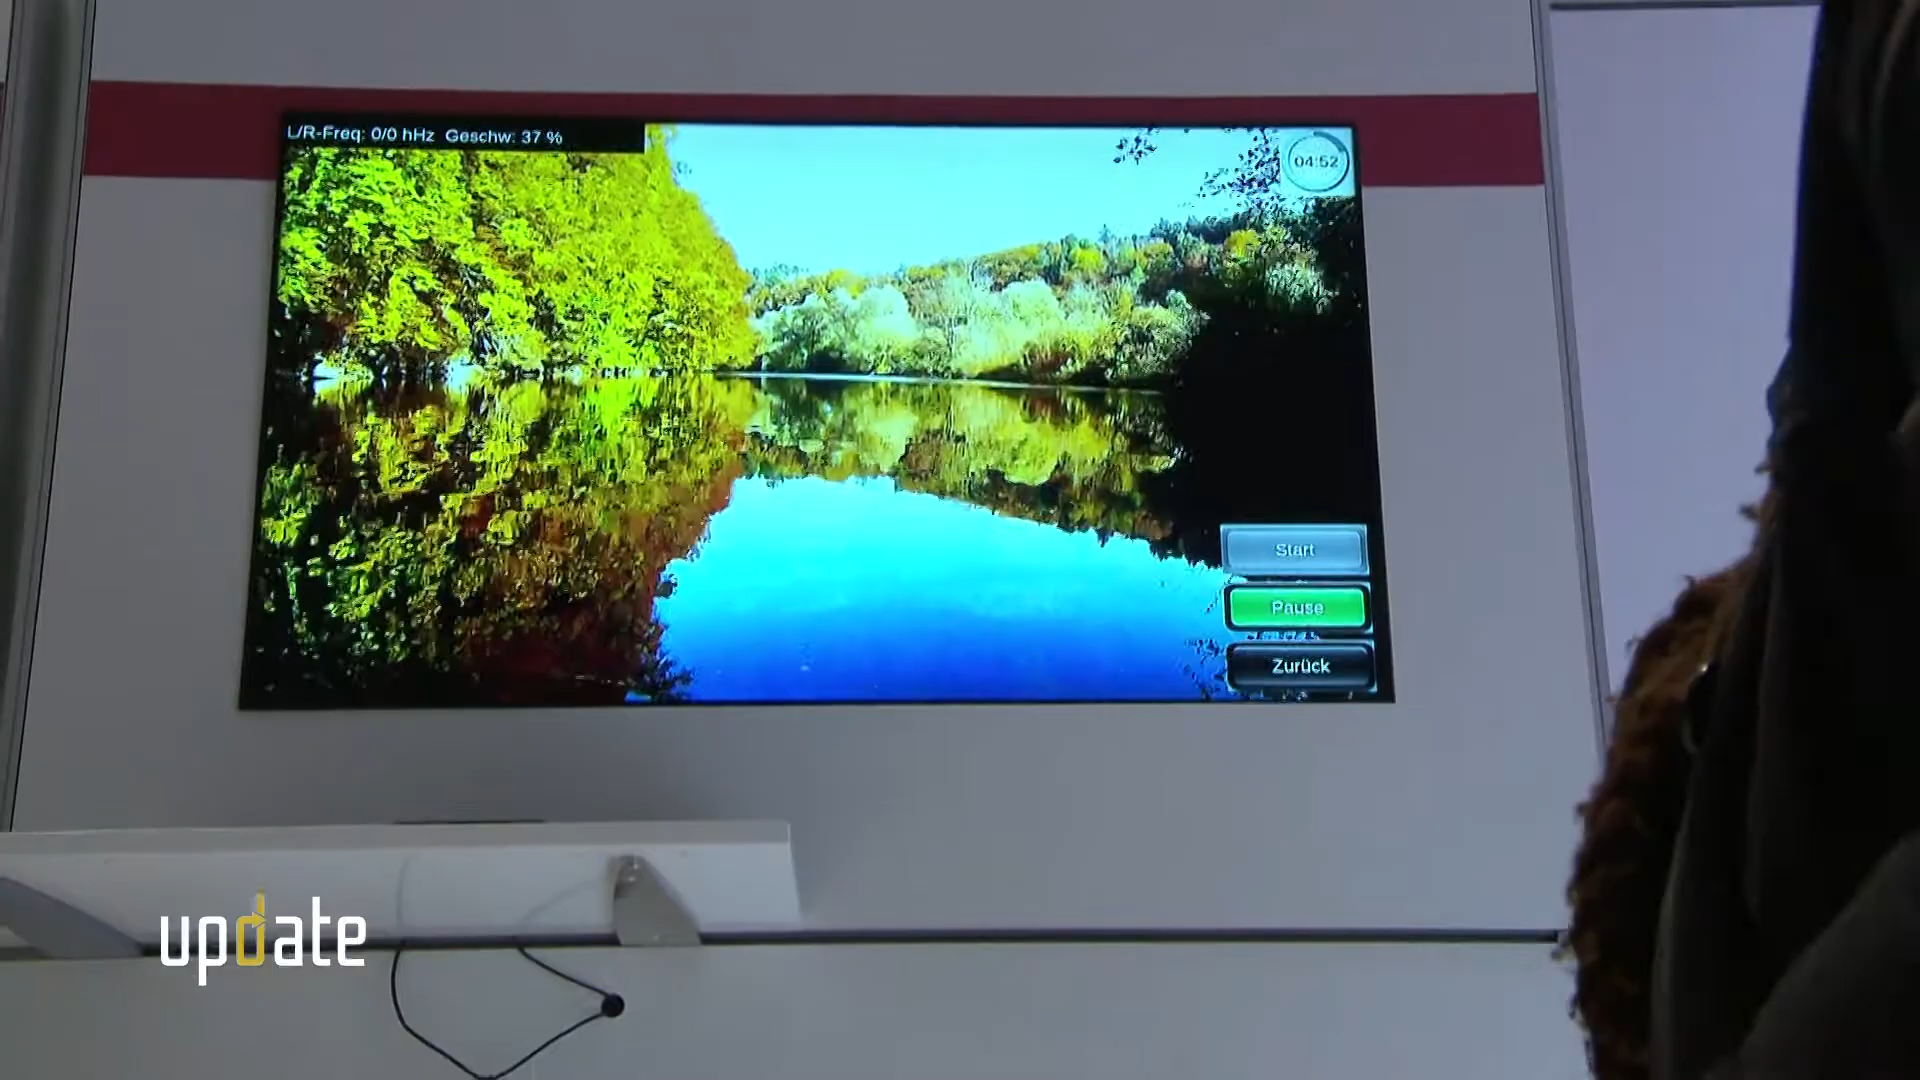 L/R-Freq: 0/0 hHz Geschw: 37 %
04:52
Start
Pause
Zurück
update